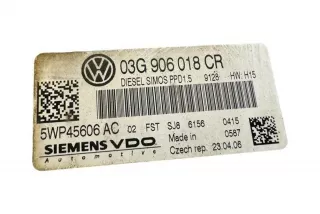 03G 906 018 CR
DIESEL SIMOS PPD1.5 9128 HW: H15
5WP45606 AC 02 FST SJ8 6156 0415
SIEMENS VDO Made in 0587
Automotive Czech rep. 23.04.06